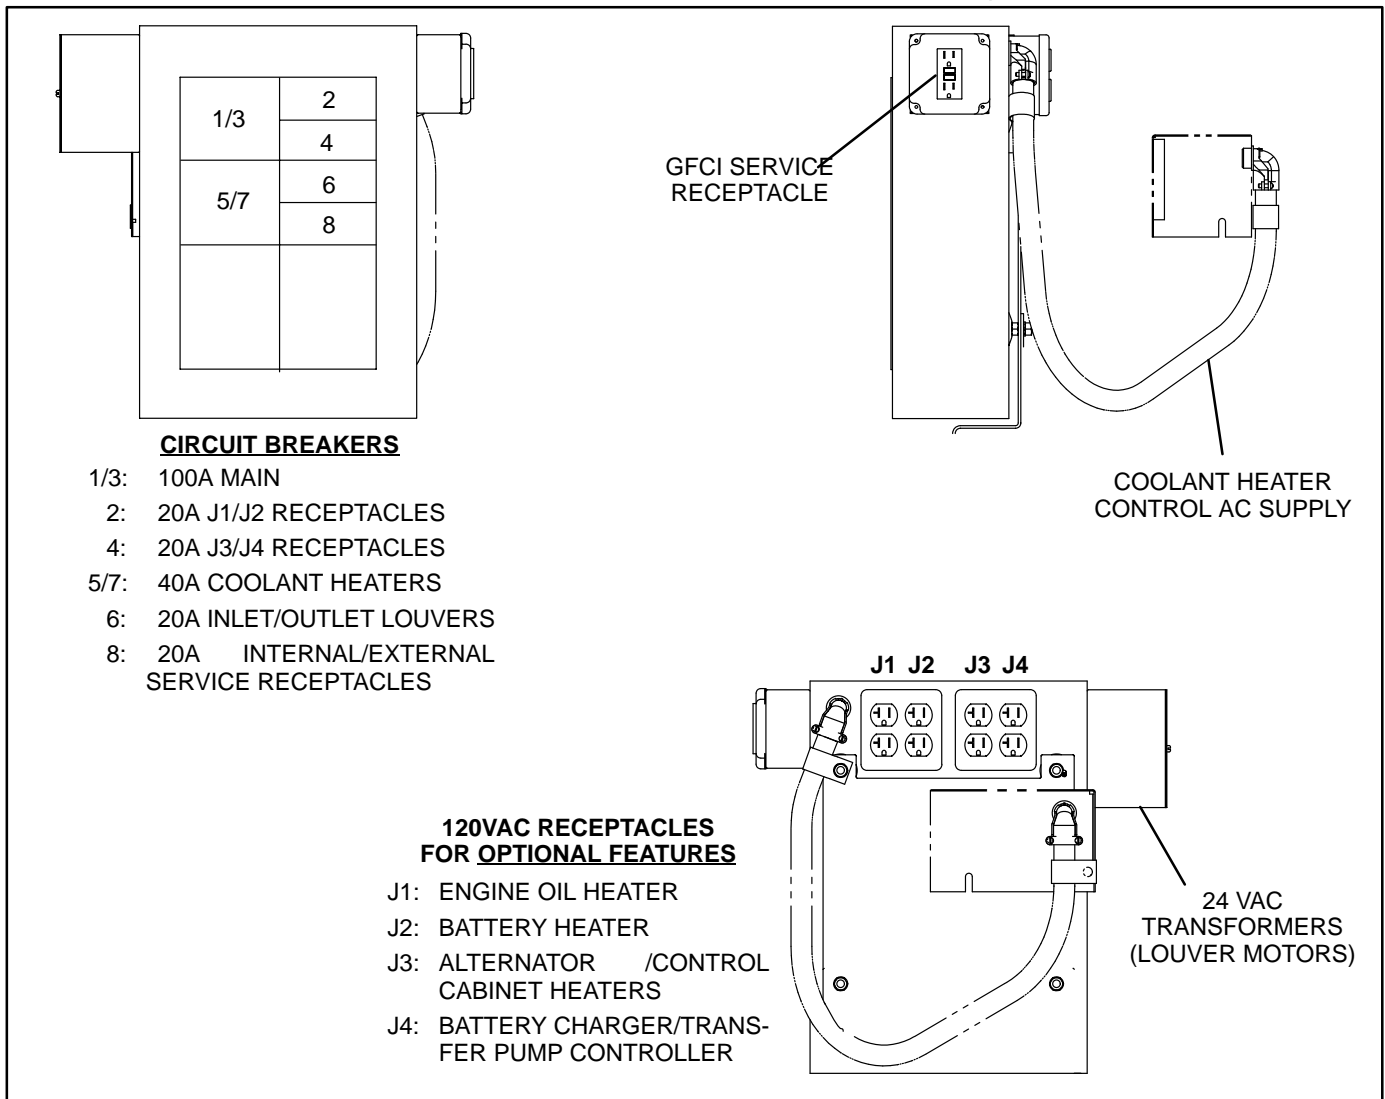 1/3
2
4
5/7
6
8
CIRCUIT BREAKERS
1/3: 100A MAIN
2: 20A J1/J2 RECEPTACLES
4: 20A J3/J4 RECEPTACLES
5/7: 40A COOLANT HEATERS
6: 20A INLET/OUTLET LOUVERS
8: 20A INTERNAL/EXTERNAL
SERVICE RECEPTACLES
GFCI SERVICE
RECEPTACLE
COOLANT HEATER
CONTROL AC SUPPLY
J1 J2 J3 J4
120VAC RECEPTACLES
FOR OPTIONAL FEATURES
J1: ENGINE OIL HEATER
J2: BATTERY HEATER
J3: ALTERNATOR /CONTROL
CABINET HEATERS
J4: BATTERY CHARGER/TRANS-
FER PUMP CONTROLLER
24 VAC
TRANSFORMERS
(LOUVER MOTORS)